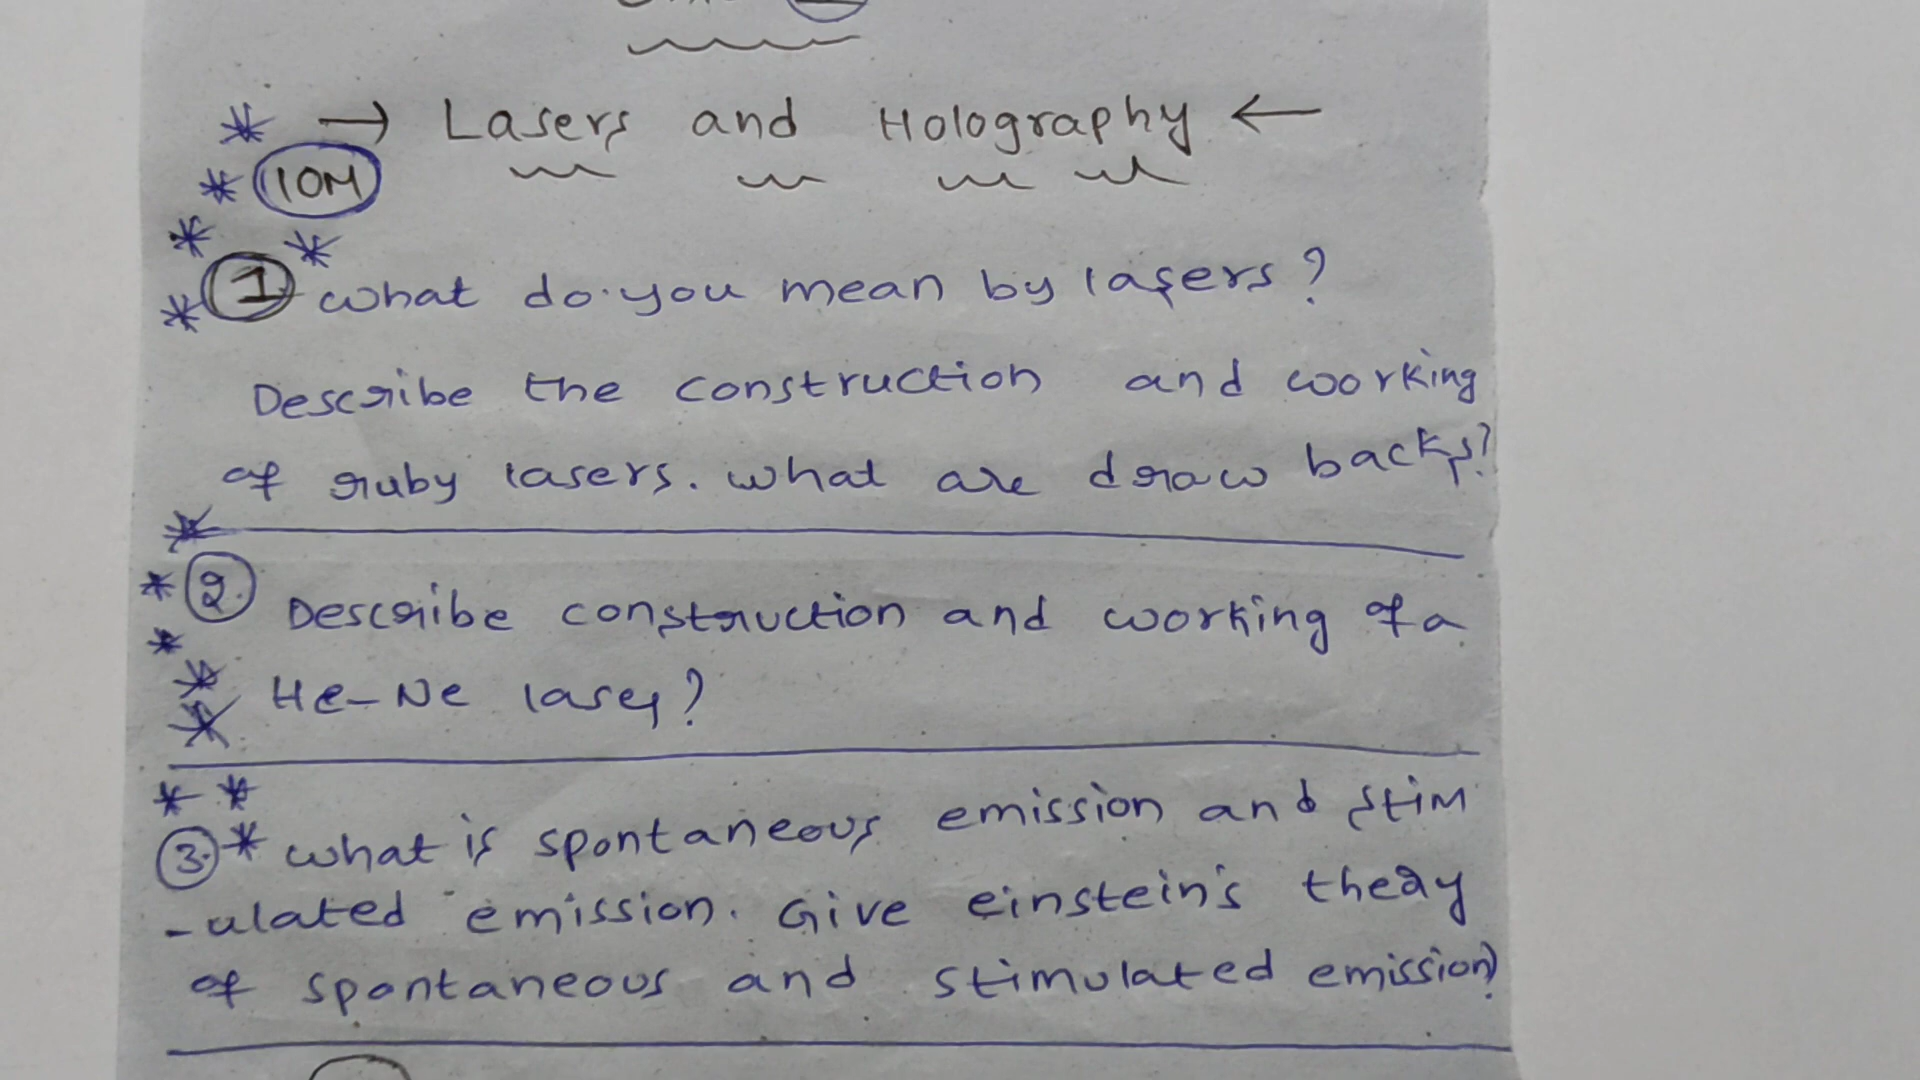 * → Lasers and Holography ←
* 10M
* *
* 1 What do you mean by lasers?
Describe the construction and working
of ruby lasers. what are draw backs?
*
* 2. Describe construction and working of a
*
* He-Ne laser?
*
* *
3. * What is spontaneous emission and stim
-ulated emission. Give einstein's theory
of spontaneous and stimulated emission?